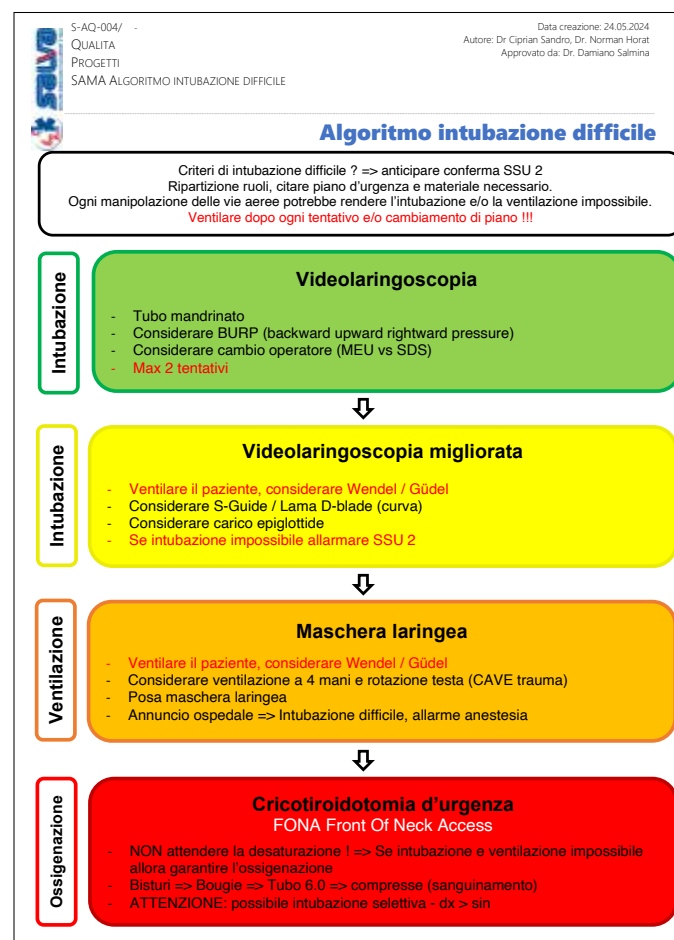 S-AQ-004/ -
QUALITA
PROGETTI
SAMA ALGORITMO INTUBAZIONE DIFFICILE
Data creazione: 24.05.2024
Autore: Dr Ciprian Sandro, Dr. Norman Horat
Approvato da: Dr. Damiano Salmina
sama
Algoritmo intubazione difficile
Criteri di intubazione difficile ? => anticipare conferma SSU 2
Ripartizione ruoli, citare piano d'urgenza e materiale necessario.
Ogni manipolazione delle vie aeree potrebbe rendere l'intubazione e/o la ventilazione impossibile.
Ventilare dopo ogni tentativo e/o cambiamento di piano !!!
Intubazione
Videolaringoscopia
- Tubo mandrinato
- Considerare BURP (backward upward rightward pressure)
- Considerare cambio operatore (MEU vs SDS)
- Max 2 tentativi
Intubazione
Videolaringoscopia migliorata
- Ventilare il paziente, considerare Wendel / Güdel
- Considerare S-Guide / Lama D-blade (curva)
- Considerare carico epiglottide
- Se intubazione impossibile allarmare SSU 2
Ventilazione
Maschera laringea
- Ventilare il paziente, considerare Wendel / Güdel
- Considerare ventilazione a 4 mani e rotazione testa (CAVE trauma)
- Posa maschera laringea
- Annuncio ospedale => Intubazione difficile, allarme anestesia
Ossigenazione
Cricotiroidotomia d'urgenza
FONA Front Of Neck Access
- NON attendere la desaturazione ! => Se intubazione e ventilazione impossibile
allora garantire l'ossigenazione
- Bisturi => Bougie => Tubo 6.0 => compresse (sanguinamento)
- ATTENZIONE: possibile intubazione selettiva - dx > sin